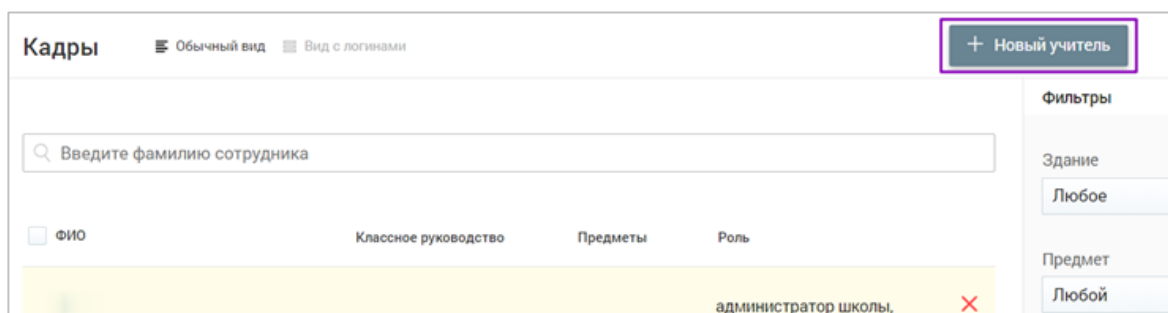 Кадры
Обычный вид
Вид с логинами
+ Новый учитель
Фильтры
Введите фамилию сотрудника
Здание
Любое
ФИО
Классное руководство
Предметы
Роль
Предмет
Любой
администратор школы,